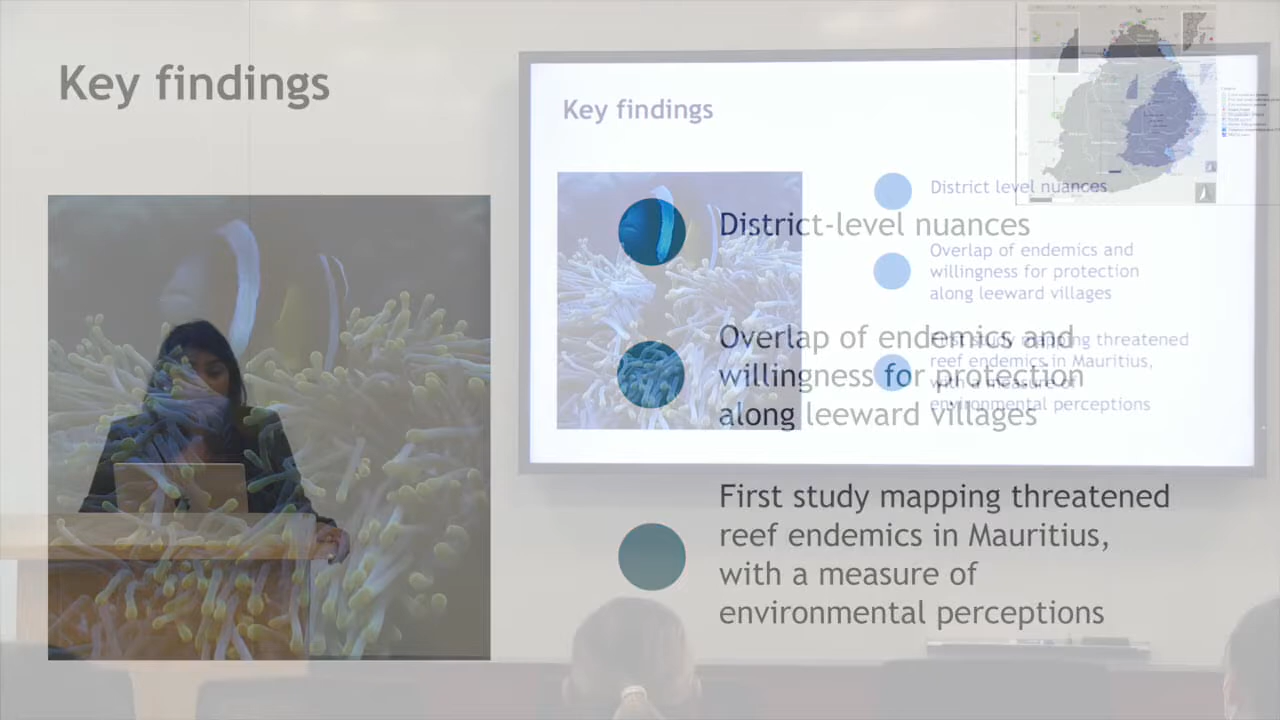 Key findings
District-level nuances
Overlap of endemics and
willingness for protection
along leeward villages
First study mapping threatened
reef endemics in Mauritius,
with a measure of
environmental perceptions
Key findings
District level nuances
Overlap of endemics and
willingness for protection
along leeward villages
First study mapping threatened
reef endemics in Mauritius,
with a measure of
environmental perceptions